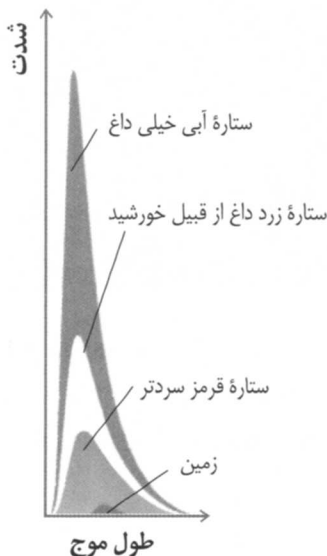 شدت
ستارهٔ آبی خیلی داغ
ستارهٔ زرد داغ از قبیل خورشید
ستارهٔ قرمز سردتر
زمین
طول موج